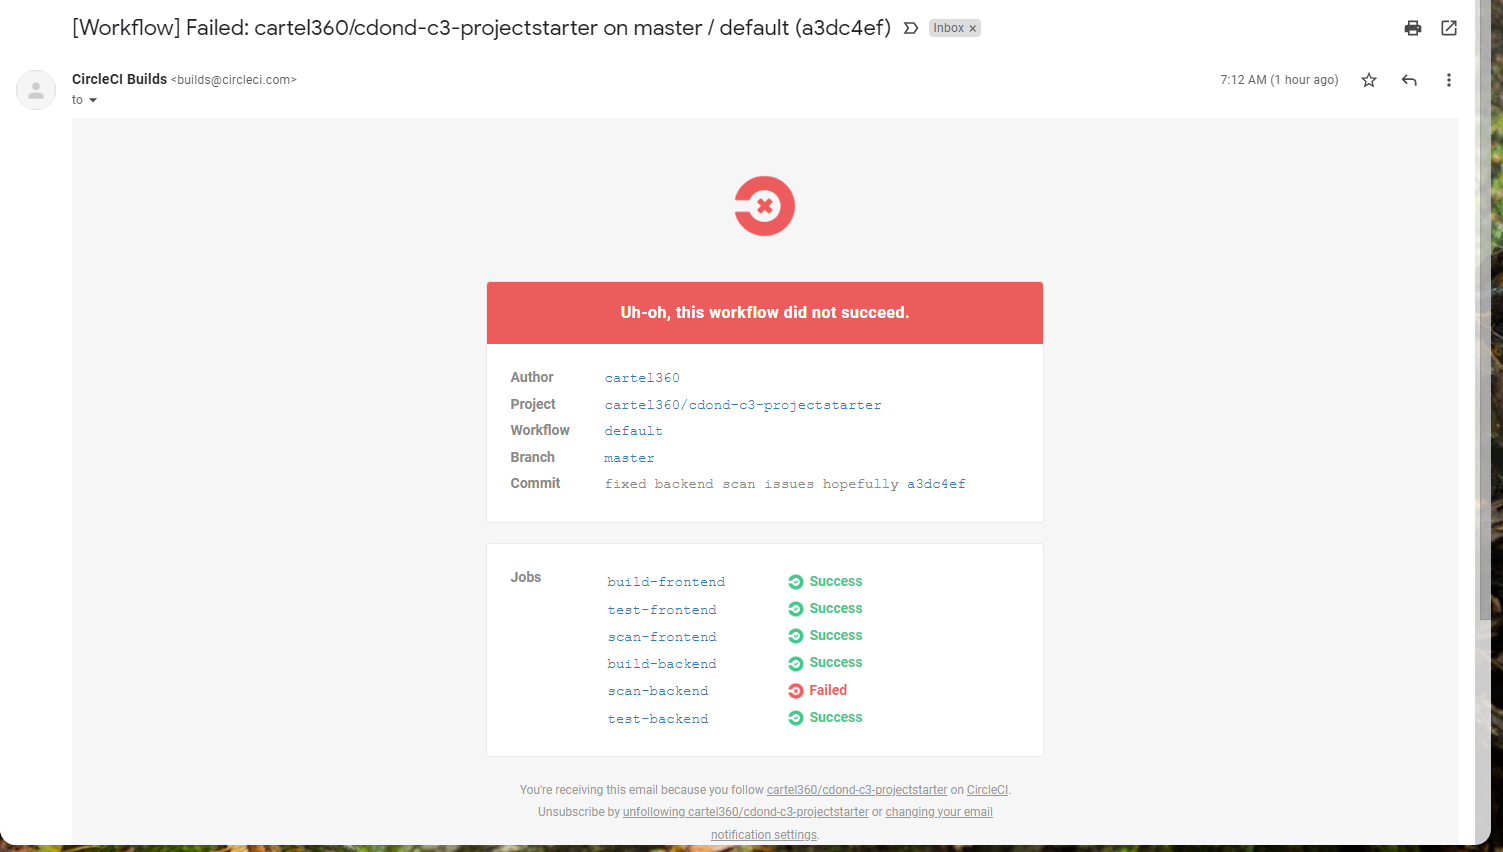 [Workflow] Failed: cartel360/cdond-c3-projectstarter on master / default (a3dc4ef) Inbox ×
CircleCI Builds <builds@circleci.com> 7:12 AM (1 hour ago)
to
Uh-oh, this workflow did not succeed.
Author cartel360
Project cartel360/cdond-c3-projectstarter
Workflow default
Branch master
Commit fixed backend scan issues hopefully a3dc4ef
Jobs build-frontend Success
test-frontend Success
scan-frontend Success
build-backend Success
scan-backend Failed
test-backend Success
You're receiving this email because you follow cartel360/cdond-c3-projectstarter on CircleCI.
Unsubscribe by unfollowing cartel360/cdond-c3-projectstarter or changing your email
notification settings.